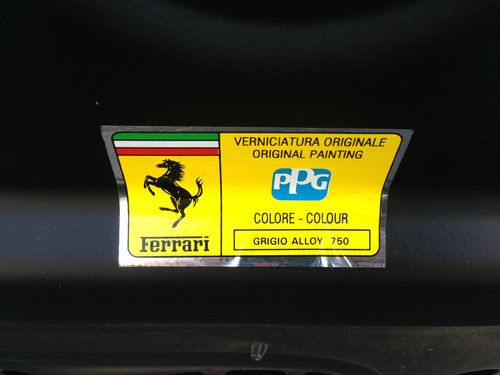 VERNICIATURA ORIGINALE
ORIGINAL PAINTING
PPG
COLORE - COLOUR
GRIGIO ALLOY 750
Ferrari